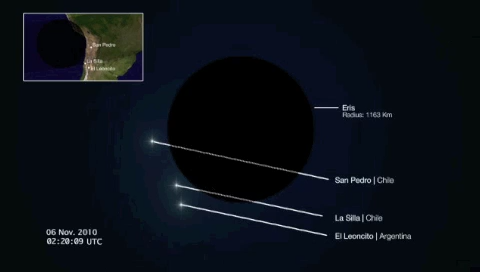 San Pedro
La Silla
El Leoncito
Eris
Radius: 1163 Km
San Pedro | Chile
La Silla | Chile
El Leoncito | Argentina
06 Nov. 2010
02:20:09 UTC